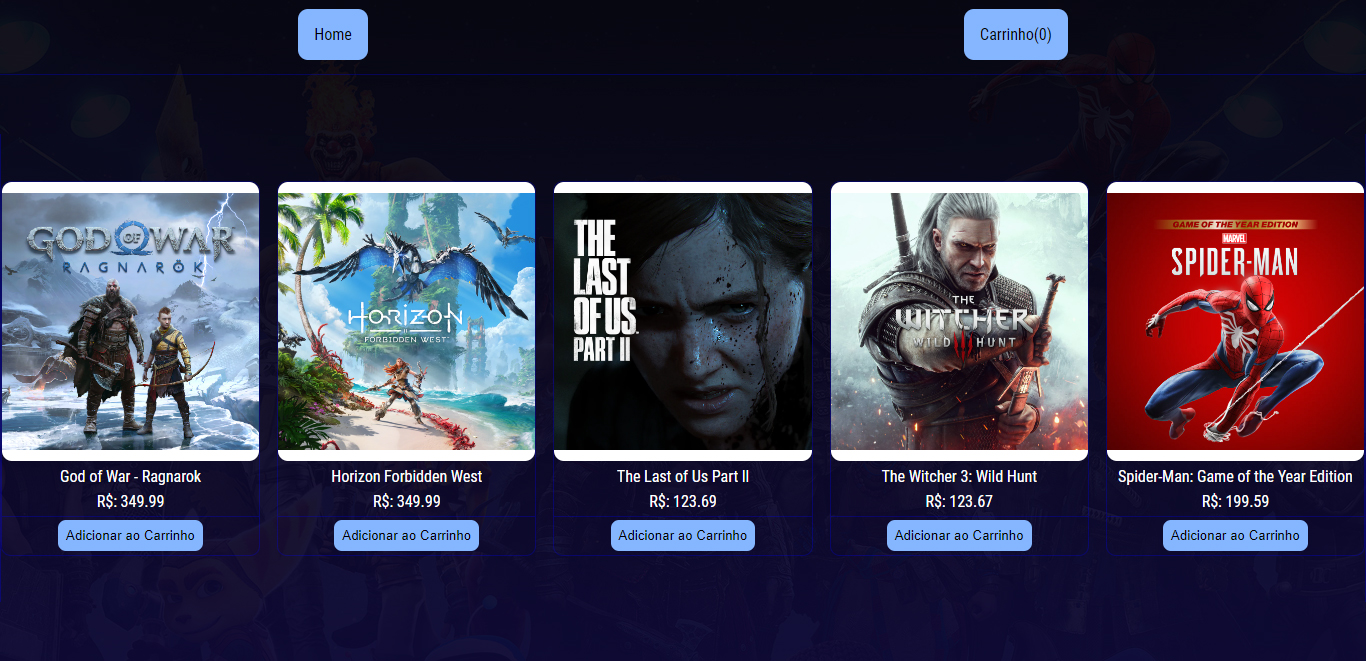 Home
Carrinho(0)
GOD OF WAR
RAGNARÖK
HORIZON
FORBIDDEN WEST
THE
LAST
OF US
PART II
THE
WITCHER
WILD HUNT
GAME OF THE YEAR EDITION
MARVEL
SPIDER-MAN
God of War - Ragnarok
R$: 349.99
Adicionar ao Carrinho
Horizon Forbidden West
R$: 349.99
Adicionar ao Carrinho
The Last of Us Part II
R$: 123.69
Adicionar ao Carrinho
The Witcher 3: Wild Hunt
R$: 123.67
Adicionar ao Carrinho
Spider-Man: Game of the Year Edition
R$: 199.59
Adicionar ao Carrinho